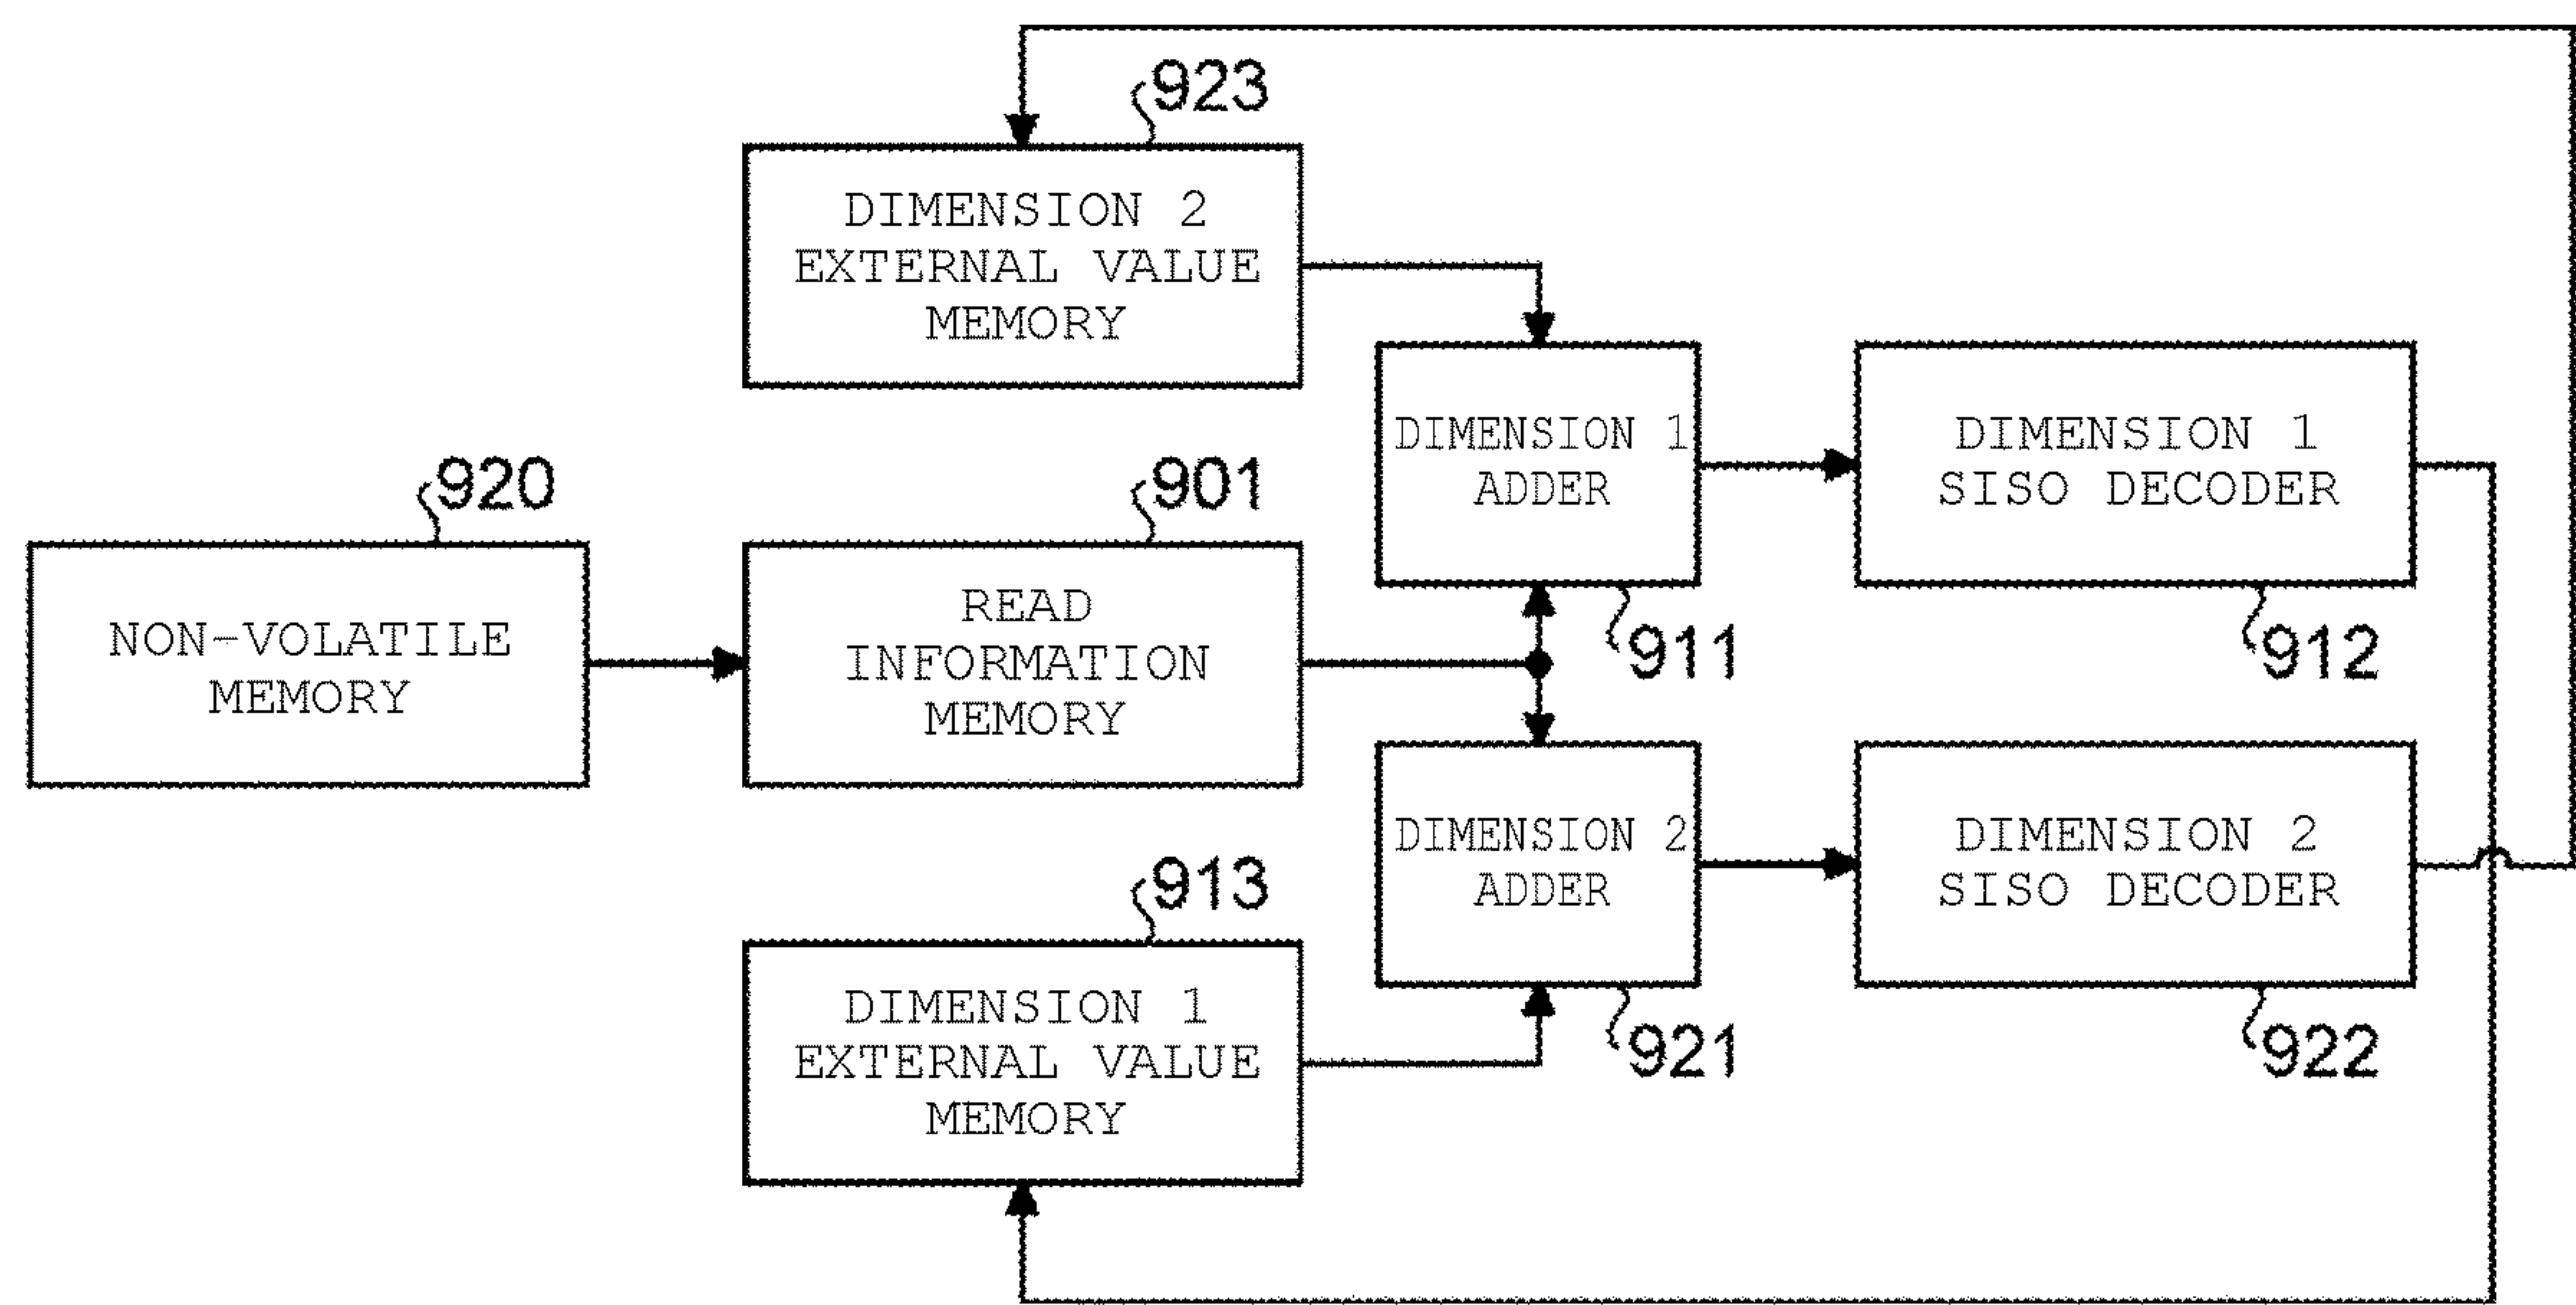 923
DIMENSION 2
EXTERNAL VALUE
MEMORY
DIMENSION 1
ADDER
911
DIMENSION 1
SISO DECODER
912
920
NON-VOLATILE
MEMORY
901
READ
INFORMATION
MEMORY
DIMENSION 2
ADDER
921
DIMENSION 2
SISO DECODER
922
913
DIMENSION 1
EXTERNAL VALUE
MEMORY